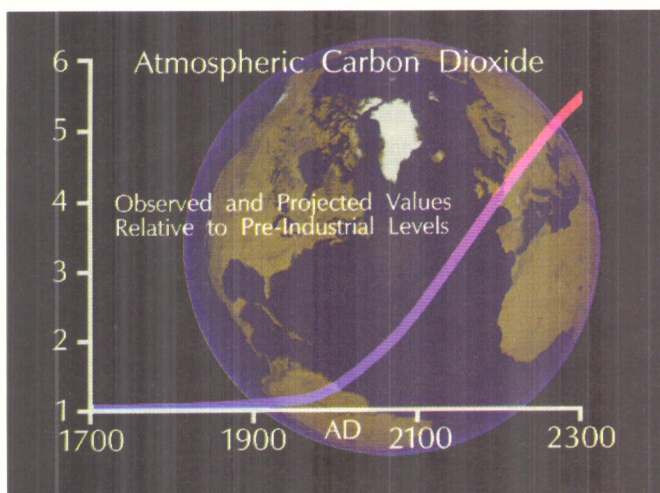 Atmospheric Carbon Dioxide
Observed and Projected Values
Relative to Pre-Industrial Levels
6
5
4
3
2
1
1700 1900 AD 2100 2300